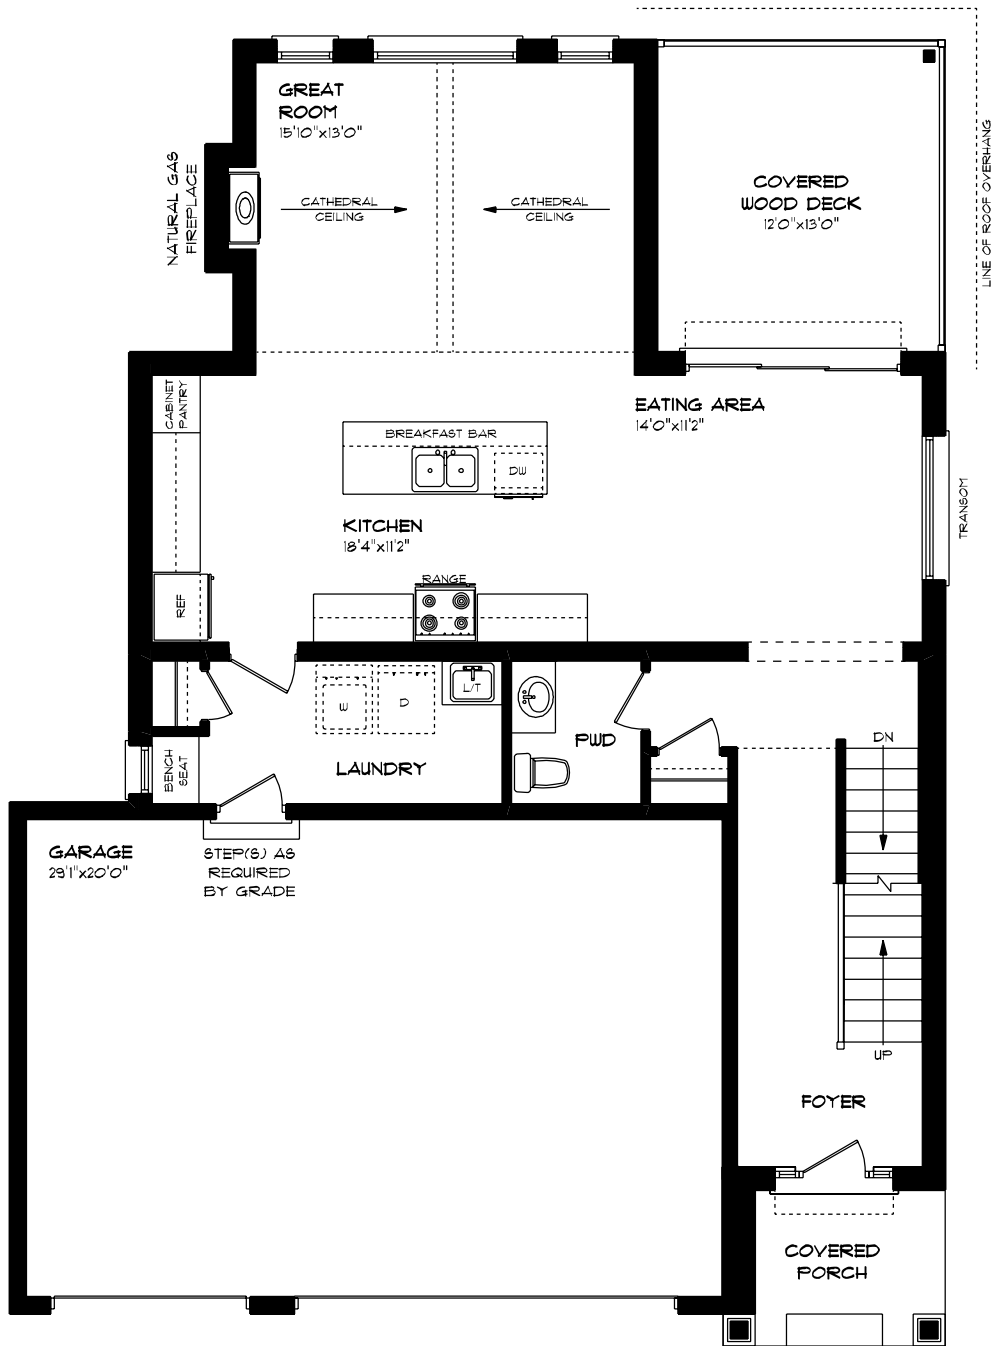 GREAT
ROOM
15'10"x13'0"
NATURAL GAS
FIREPLACE
CATHEDRAL
CEILING
CATHEDRAL
CEILING
COVERED
WOOD DECK
12'0"x13'0"
LINE OF ROOF OVERHANG
CABINET
PANTRY
BREAKFAST BAR
DW
EATING AREA
14'0"x11'2"
TRANSOM
KITCHEN
18'4"x11'2"
RANGE
REF
W
D
L/T
PWD
LAUNDRY
BENCH
SEAT
DN
GARAGE
29'1"x20'0"
STEP(S) AS
REQUIRED
BY GRADE
UP
FOYER
COVERED
PORCH